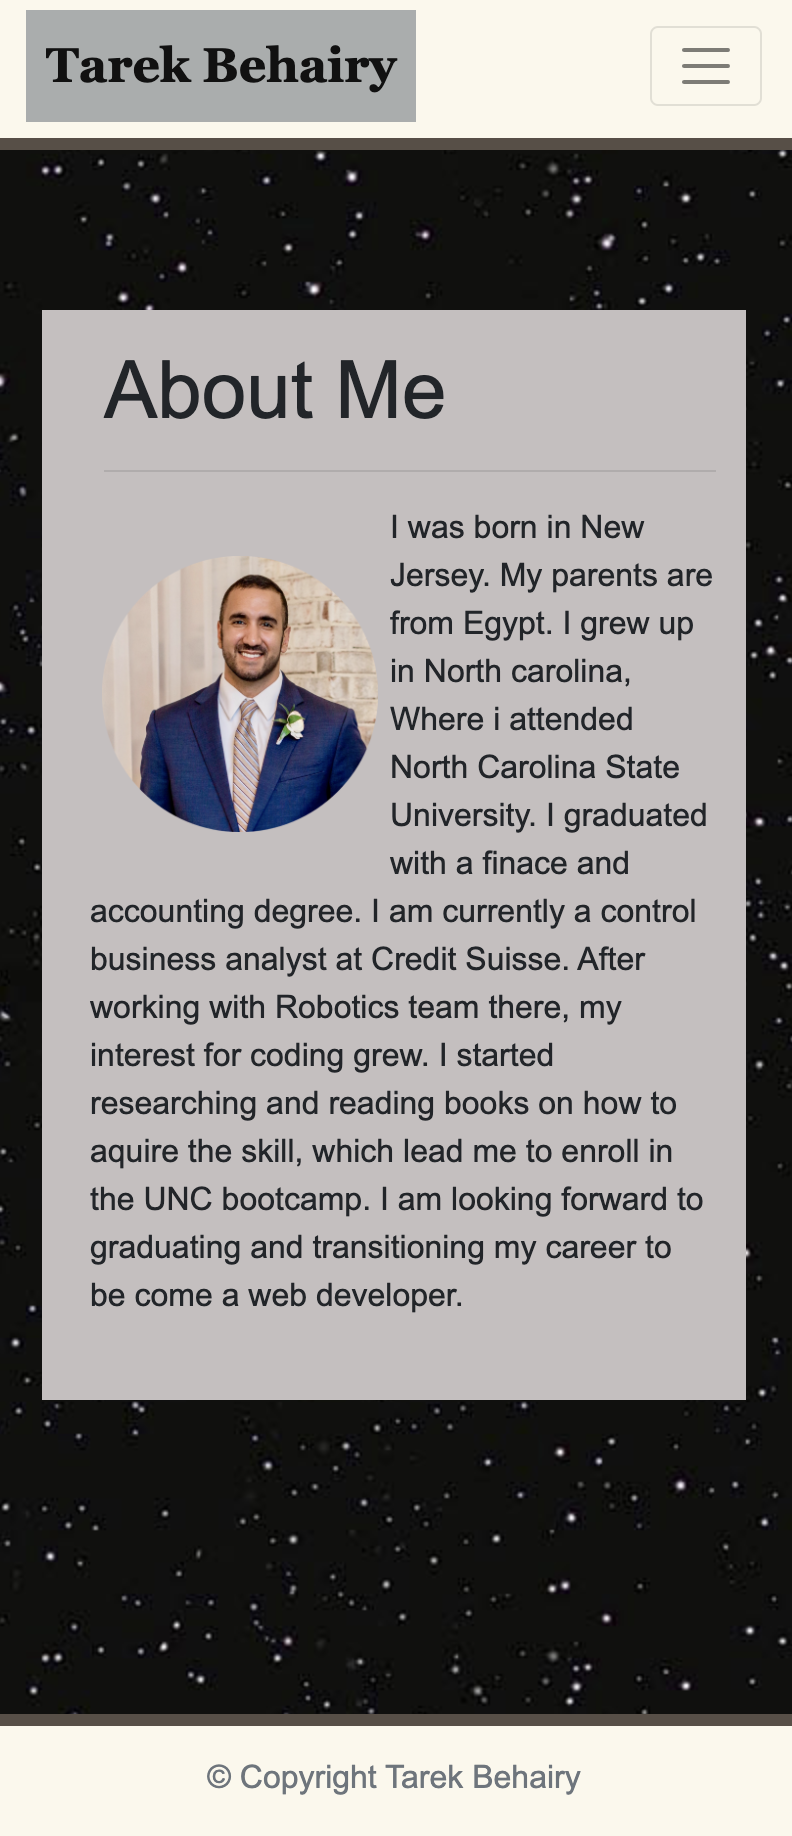 Tarek Behairy
About Me
I was born in New
Jersey. My parents are
from Egypt. I grew up
in North carolina,
Where i attended
North Carolina State
University. I graduated
with a finace and
accounting degree. I am currently a control
business analyst at Credit Suisse. After
working with Robotics team there, my
interest for coding grew. I started
researching and reading books on how to
aquire the skill, which lead me to enroll in
the UNC bootcamp. I am looking forward to
graduating and transitioning my career to
be come a web developer.
© Copyright Tarek Behairy